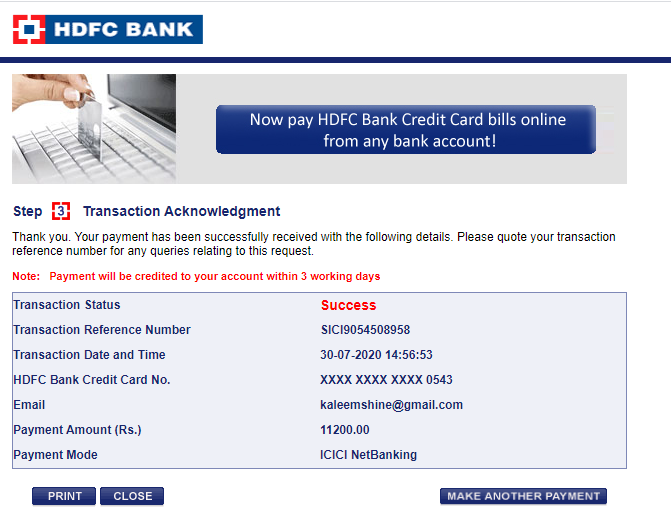 HDFC BANK
Now pay HDFC Bank Credit Card bills online
from any bank account!
Step 3 Transaction Acknowledgment
Thank you. Your payment has been successfully received with the following details. Please quote your transaction
reference number for any queries relating to this request.
Note: Payment will be credited to your account within 3 working days
Transaction Status Success
Transaction Reference Number SICI9054508958
Transaction Date and Time 30-07-2020 14:56:53
HDFC Bank Credit Card No. XXXX XXXX XXXX 0543
Email kaleemshine@gmail.com
Payment Amount (Rs.) 11200.00
Payment Mode ICICI NetBanking
PRINT CLOSE MAKE ANOTHER PAYMENT